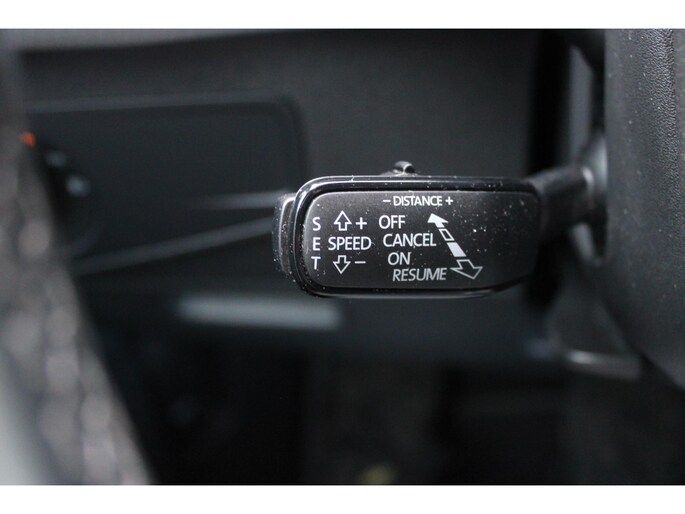 − DISTANCE +
S + OFF
E SPEED CANCEL
T − ON
RESUME